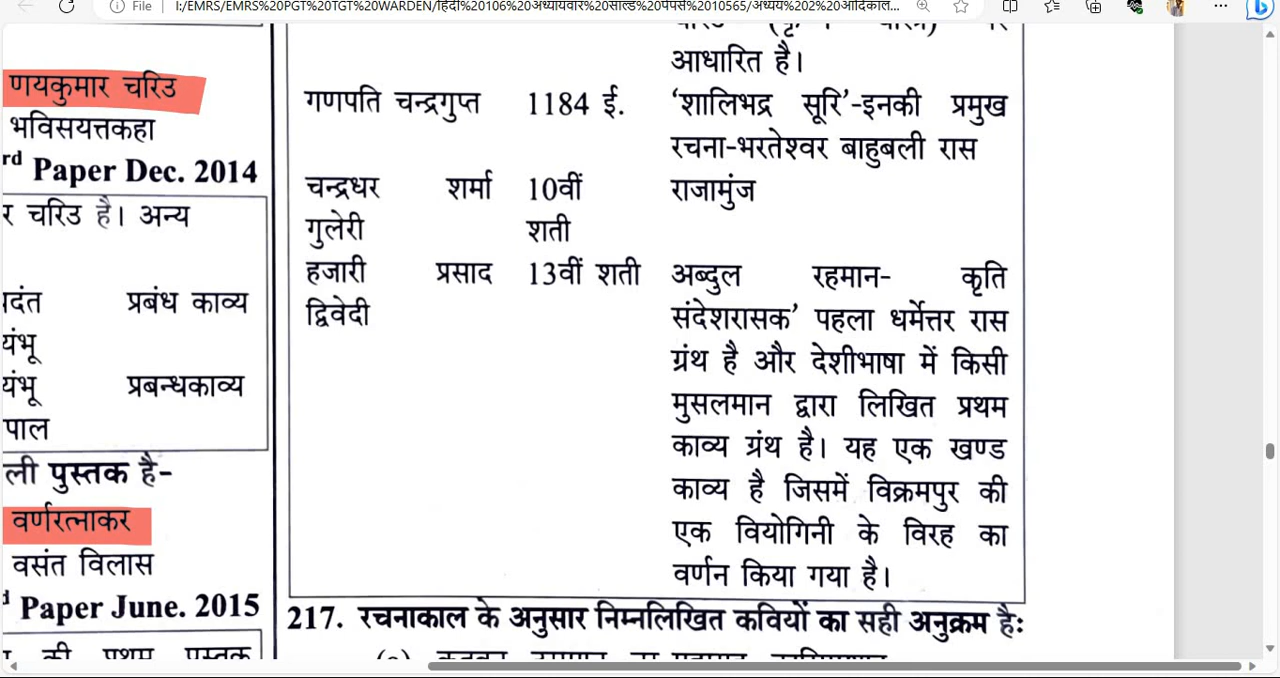 File
I:/EMRS/EMRS%20PGT%20TGT%20WARDEN/हिंदी%20106%20अध्यायवार%20साल्वड%20पेपर्स%2010565/अध्यय%202%20आदिकाल...
णयकुमार चरिउ
भविसयत्तकहा
rd Paper Dec. 2014
र चरिउ है। अन्य
प्रबंध काव्य
यंभू
यंभू प्रबन्धकाव्य
पाल
ली पुस्तक है-
वर्णरत्नाकर
वसंत विलास
d Paper June. 2015
आधारित है।
गणपति चन्द्रगुप्त 1184 ई. ‘शालिभद्र सूरि’-इनकी प्रमुख
रचना-भरतेश्वर बाहुबली रास
चन्द्रधर शर्मा 10वीं राजामुंज
गुलेरी शती
हजारी प्रसाद 13वीं शती अब्दुल रहमान- कृति
द्विवेदी संदेशरासक’ पहला धर्मेत्तर रास
ग्रंथ है और देशीभाषा में किसी
मुसलमान द्वारा लिखित प्रथम
काव्य ग्रंथ है। यह एक खण्ड
काव्य है जिसमें विक्रमपुर की
एक वियोगिनी के विरह का
वर्णन किया गया है।
217. रचनाकाल के अनुसार निम्नलिखित कवियों का सही अनुक्रम है: